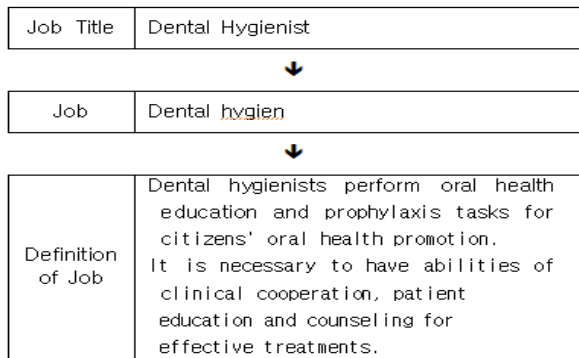 Job Title Dental Hygienist
Job Dental hygien
Dental hygienists perform oral health
education and prophylaxis tasks for
citizens' oral health promotion.
Definition
of Job
It is necessary to have abilities of
clinical cooperation, patient
education and counseling for
effective treatments.